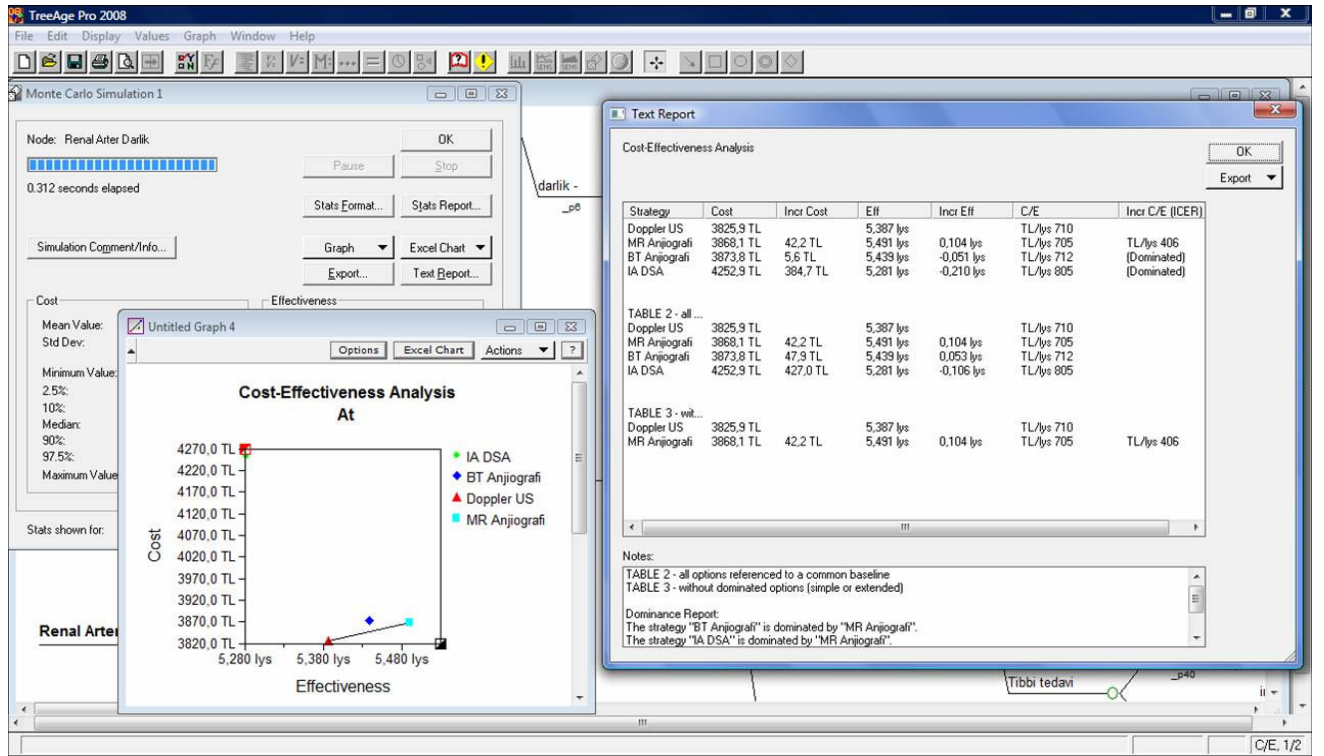 TreeAge Pro 2008
File Edit Display Values Graph Window Help
Monte Carlo Simulation 1
Node: Renal Arter Darlik
OK
Pause
Stop
0.312 seconds elapsed
Stats Format...
Stats Report...
Simulation Comment/Info...
Graph
Excel Chart
Export...
Text Report...
Cost
Effectiveness
Mean Value:
Std Dev:
Minimum Value:
2.5%:
10%:
Median:
90%:
97.5%:
Maximum Value
Stats shown for:
darlik -
_p6
Renal Arter
Untitled Graph 4
Options
Excel Chart
Actions
?
Cost-Effectiveness Analysis
At
4270,0 TL
4220,0 TL
4170,0 TL
4120,0 TL
4070,0 TL
4020,0 TL
3970,0 TL
3920,0 TL
3870,0 TL
3820,0 TL
Cost
5,280 lys 5,380 lys 5,480 lys
Effectiveness
IA DSA
BT Anjiografi
Doppler US
MR Anjiografi
Text Report
Cost-Effectiveness Analysis
OK
Export
Strategy Cost Incr Cost Eff Incr Eff C/E Incr C/E (ICER)
Doppler US 3825,9 TL 5,387 lys TL/lys 710
MR Anjiografi 3868,1 TL 42,2 TL 5,491 lys 0,104 lys TL/lys 705 TL/lys 406
BT Anjiografi 3873,8 TL 5,6 TL 5,439 lys -0,051 lys TL/lys 712 (Dominated)
IA DSA 4252,9 TL 384,7 TL 5,281 lys -0,210 lys TL/lys 805 (Dominated)
TABLE 2 - all ...
Doppler US 3825,9 TL 5,387 lys TL/lys 710
MR Anjiografi 3868,1 TL 42,2 TL 5,491 lys 0,104 lys TL/lys 705
BT Anjiografi 3873,8 TL 47,9 TL 5,439 lys 0,053 lys TL/lys 712
IA DSA 4252,9 TL 427,0 TL 5,281 lys -0,106 lys TL/lys 805
TABLE 3 - wit...
Doppler US 3825,9 TL 5,387 lys TL/lys 710
MR Anjiografi 3868,1 TL 42,2 TL 5,491 lys 0,104 lys TL/lys 705 TL/lys 406
Notes:
TABLE 2 - all options referenced to a common baseline
TABLE 3 - without dominated options (simple or extended)
Dominance Report:
The strategy "BT Anjiografi" is dominated by "MR Anjiografi".
The strategy "IA DSA" is dominated by "MR Anjiografi".
Tibbi tedavi
_p40
C/E, 1/2